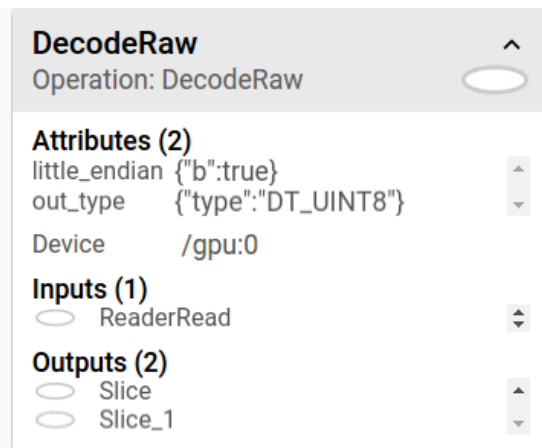 DecodeRaw
Operation: DecodeRaw
Attributes (2)
little_endian {"b":true}
out_type {"type":"DT_UINT8"}
Device /gpu:0
Inputs (1)
ReaderRead
Outputs (2)
Slice
Slice_1